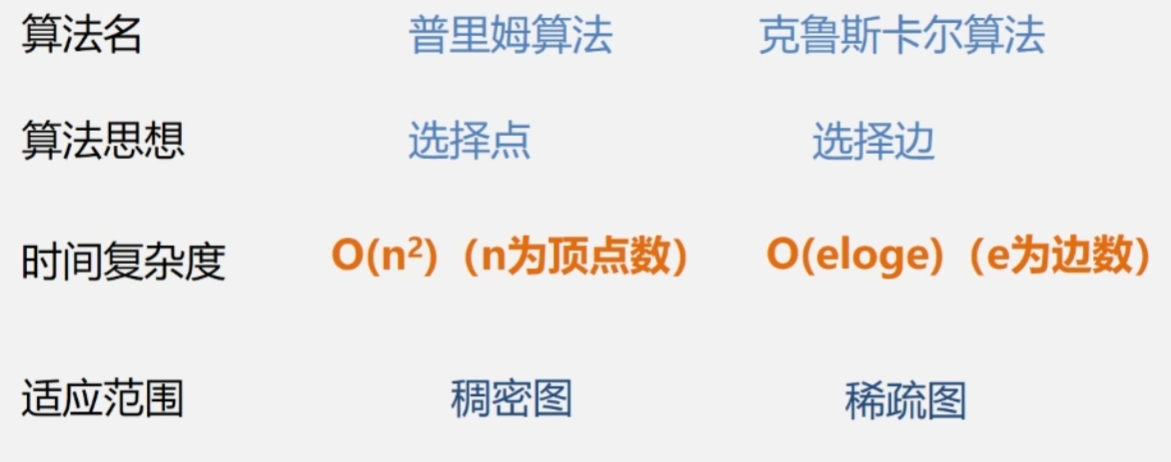 算法名 普里姆算法 克鲁斯卡尔算法
算法思想 选择点 选择边
时间复杂度 O(n²)（n为顶点数） O(eloge)（e为边数）
适应范围 稠密图 稀疏图